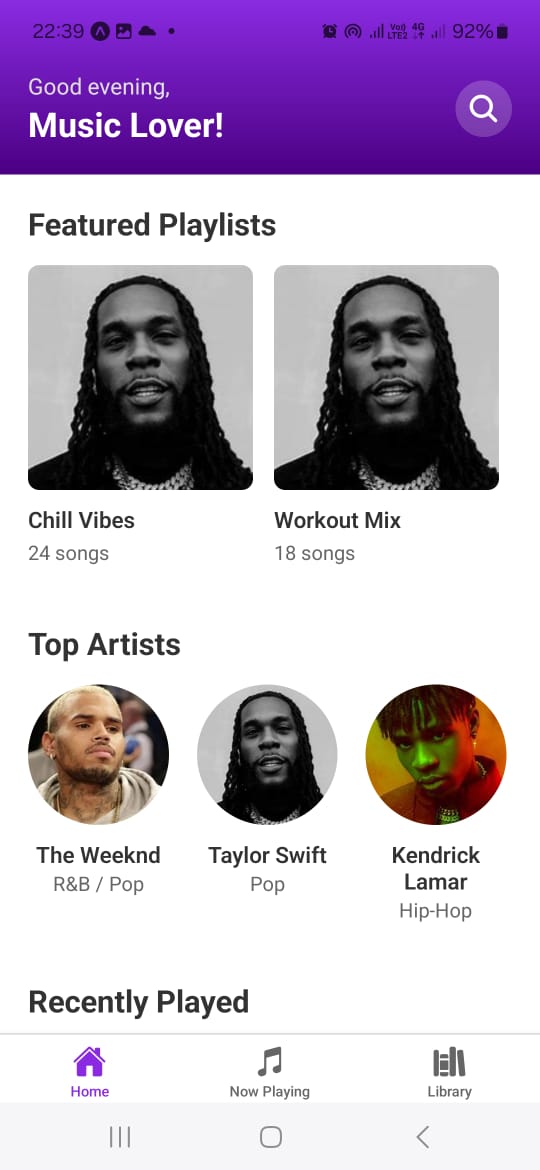 22:39
Vo)) 4G
LTE2
92%
Good evening,
Music Lover!
Featured Playlists
Chill Vibes
Workout Mix
24 songs
18 songs
Top Artists
The Weeknd
Taylor Swift
Kendrick
Lamar
R&B / Pop
Pop
Hip-Hop
Recently Played
Home
Now Playing
Library